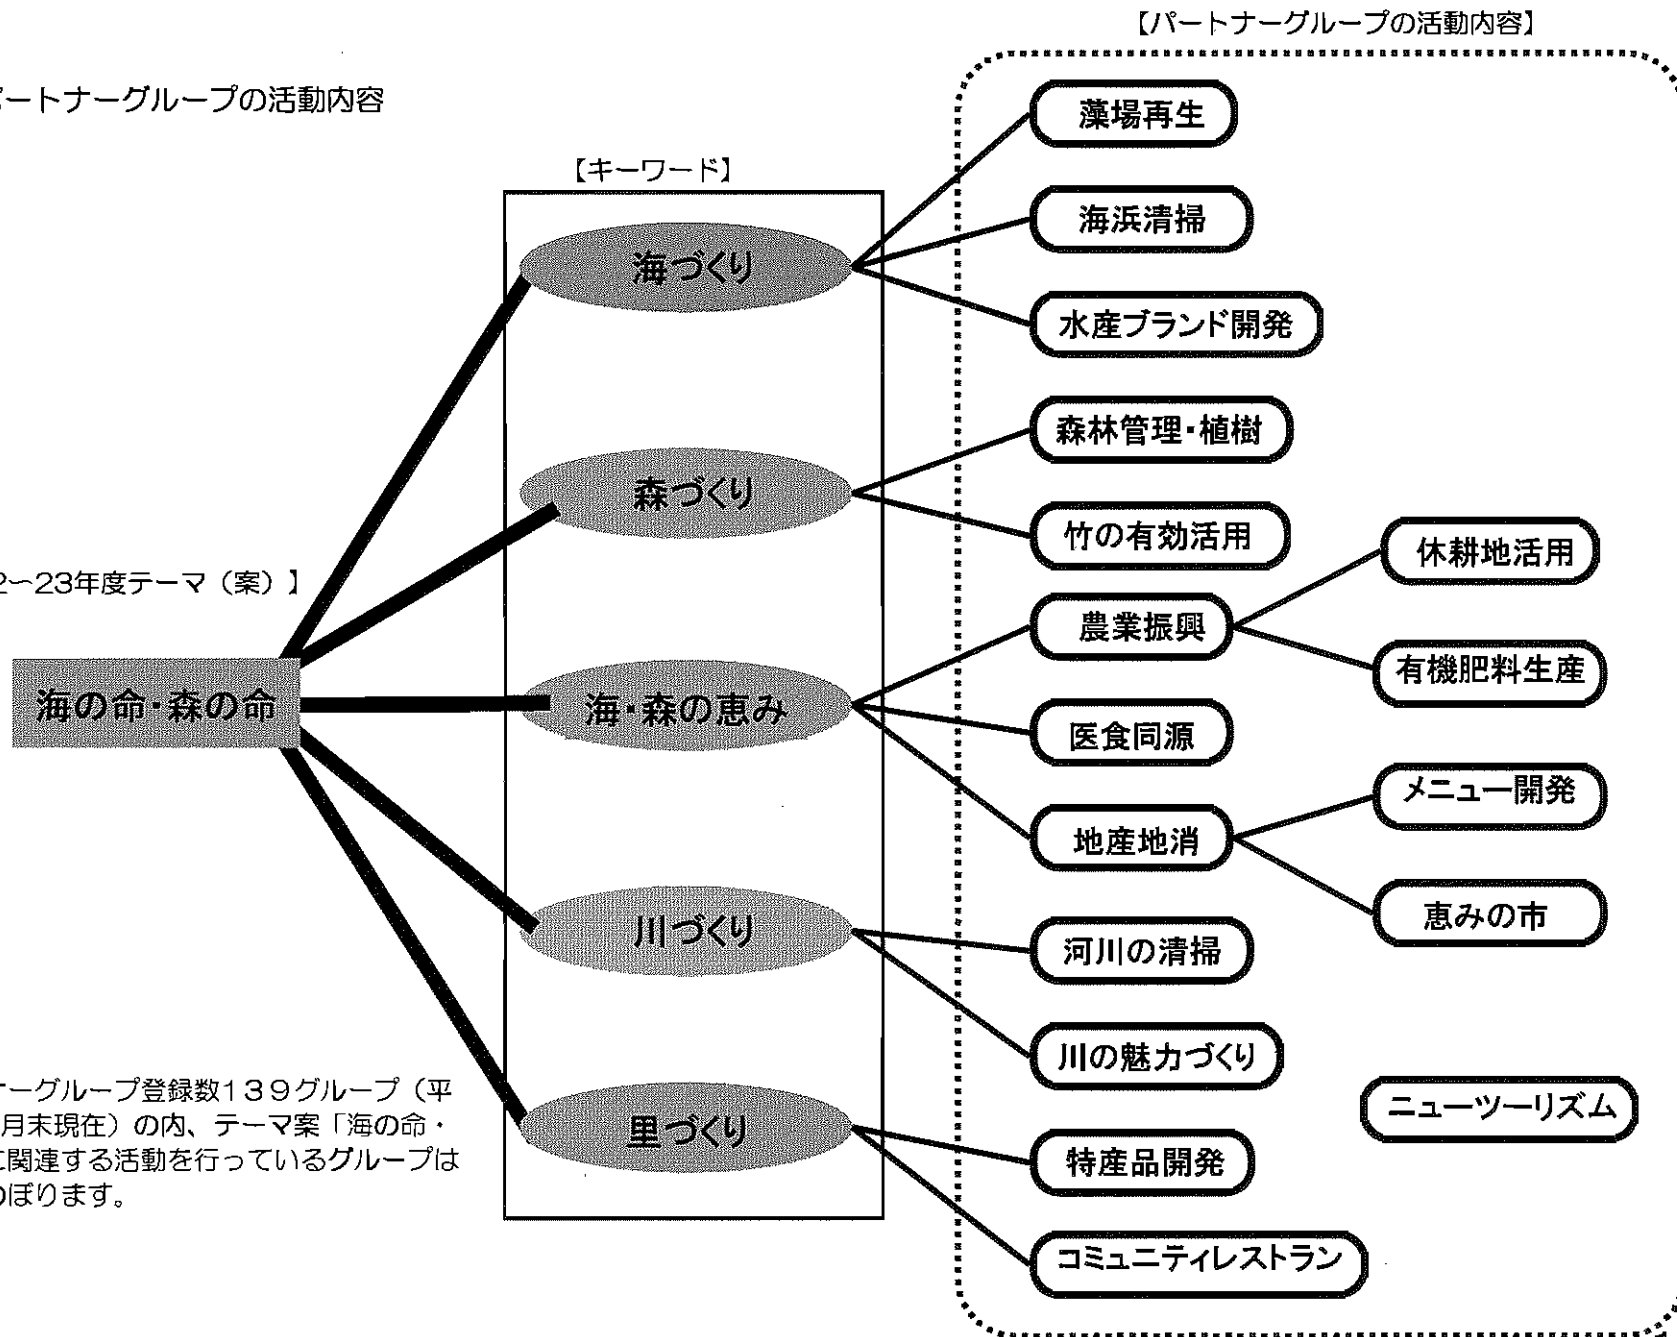 【パートナーグループの活動内容】
パートナーグループの活動内容
【キーワード】
藻場再生
海浜清掃
海づくり
水産ブランド開発
森林管理・植樹
森づくり
竹の有効活用
休耕地活用
2～23年度テーマ（案）】
農業振興
有機肥料生産
海の命・森の命
海・森の恵み
医食同源
メニュー開発
地産地消
恵みの市
川づくり
河川の清掃
川の魅力づくり
ニューツーリズム
ナーグループ登録数139グループ（平
月末現在）の内、テーマ案「海の命・
に関連する活動を行っているグループは
のぼります。
里づくり
特産品開発
コミュニティレストラン